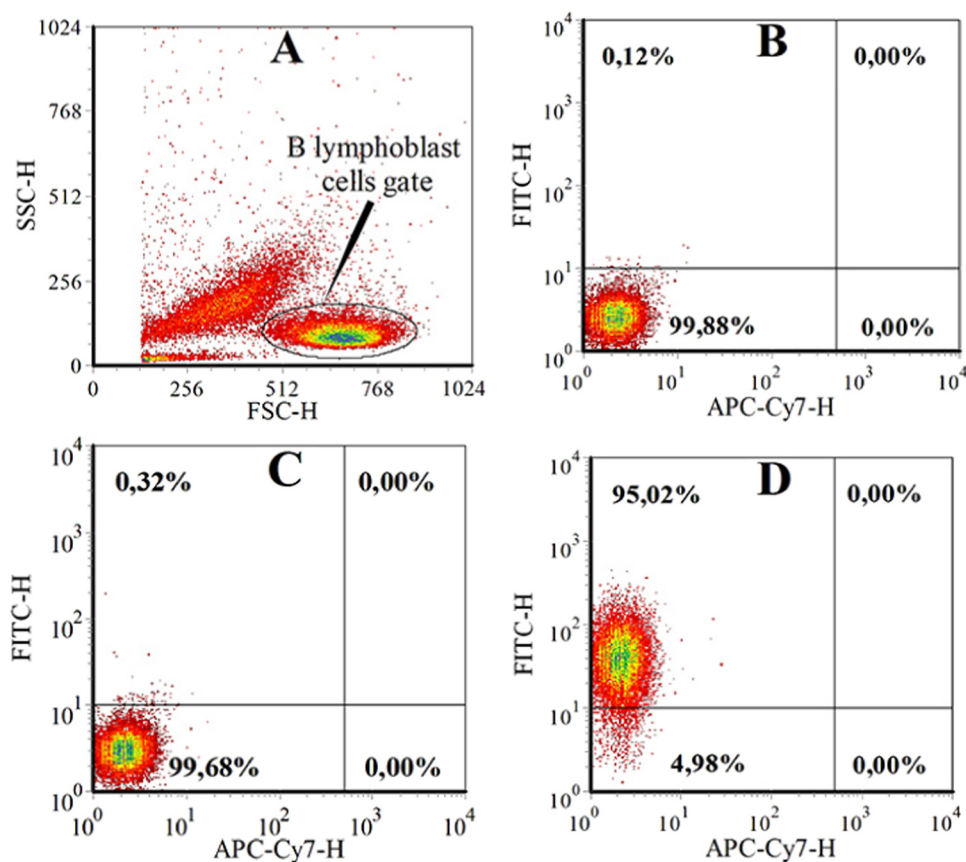 A
1024
768
512
256
0
SSC-H
B lymphoblast
cells gate
0 256 512 768 1024
FSC-H
B
10^4
10^3
10^2
10^1
10^0
FITC-H
0,12% 0,00%
99,88% 0,00%
10^0 10^1 10^2 10^3 10^4
APC-Cy7-H
C
10^4
10^3
10^2
10^1
10^0
FITC-H
0,32% 0,00%
99,68% 0,00%
10^0 10^1 10^2 10^3 10^4
APC-Cy7-H
D
10^4
10^3
10^2
10^1
10^0
FITC-H
95,02% 0,00%
4,98% 0,00%
10^0 10^1 10^2 10^3 10^4
APC-Cy7-H